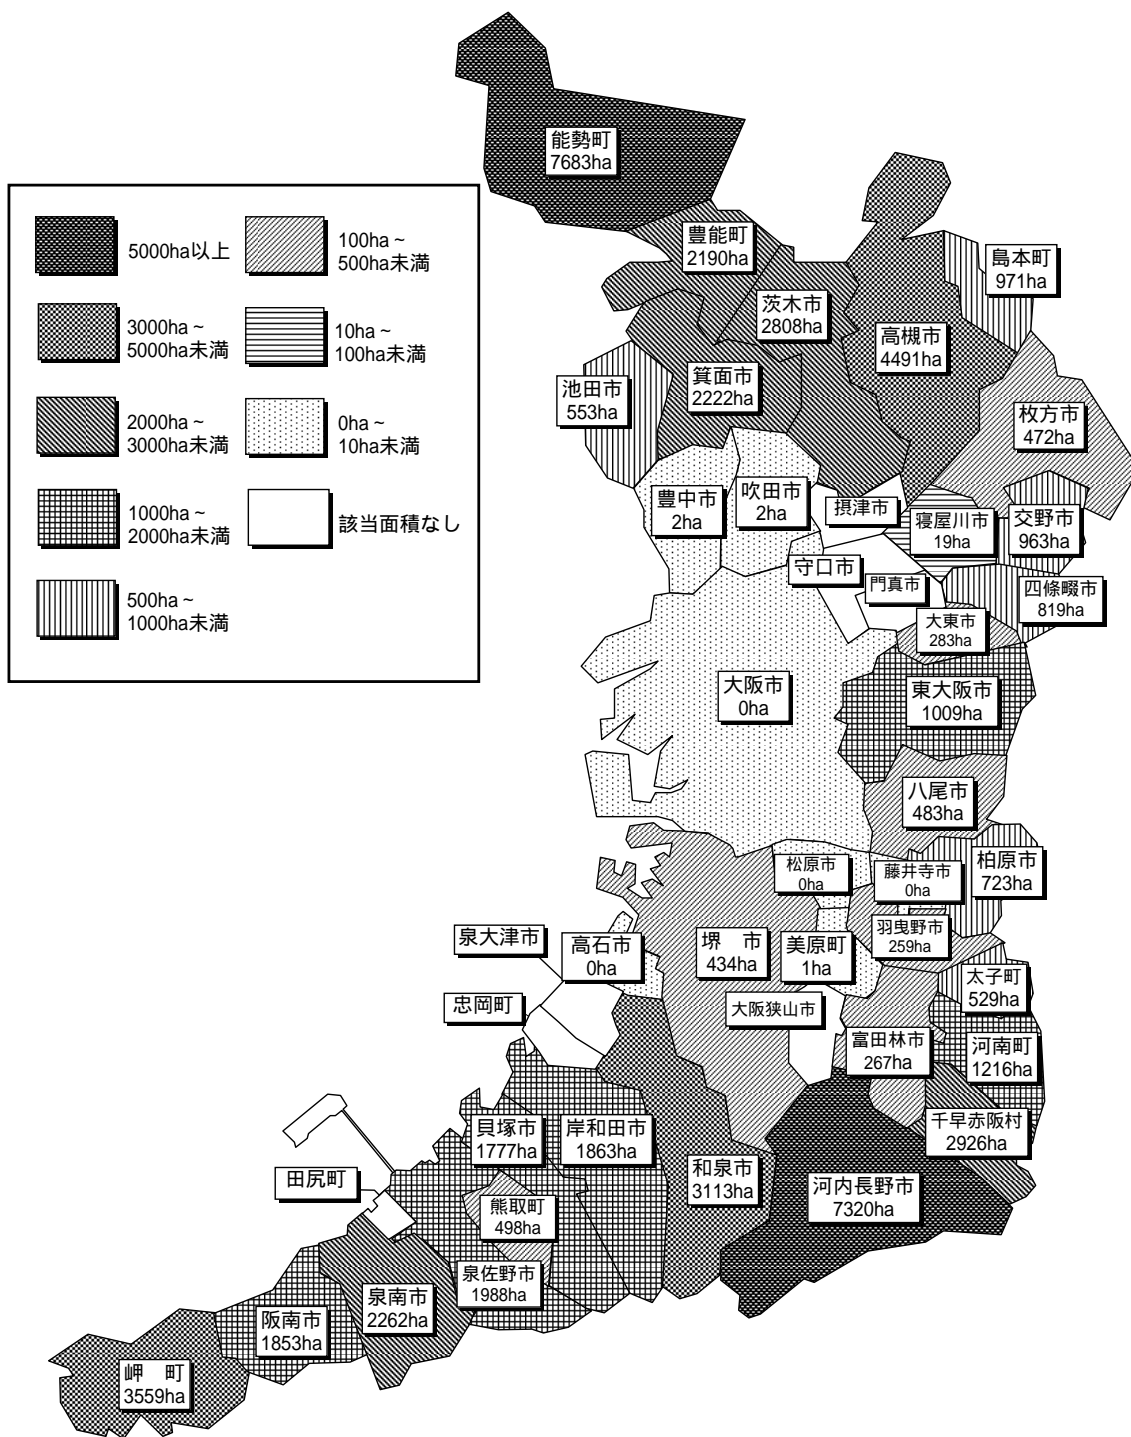 能勢町
7683ha
豊能町
2190ha
島本町
971ha
茨木市
2808ha
高槻市
4491ha
箕面市
2222ha
池田市
553ha
枚方市
472ha
豊中市
2ha
吹田市
2ha
摂津市
寝屋川市
19ha
交野市
963ha
守口市
門真市
四條畷市
819ha
大東市
283ha
大阪市
0ha
東大阪市
1009ha
八尾市
483ha
松原市
0ha
藤井寺市
0ha
柏原市
723ha
羽曳野市
259ha
泉大津市
高石市
0ha
堺　市
434ha
美原町
1ha
太子町
529ha
忠岡町
大阪狭山市
富田林市
267ha
河南町
1216ha
千早赤阪村
2926ha
貝塚市
1777ha
岸和田市
1863ha
和泉市
3113ha
河内長野市
7320ha
田尻町
熊取町
498ha
泉佐野市
1988ha
泉南市
2262ha
阪南市
1853ha
岬　町
3559ha
5000ha以上
3000ha～
5000ha未満
2000ha～
3000ha未満
1000ha～
2000ha未満
500ha～
1000ha未満
100ha～
500ha未満
10ha～
100ha未満
0ha～
10ha未満
該当面積なし